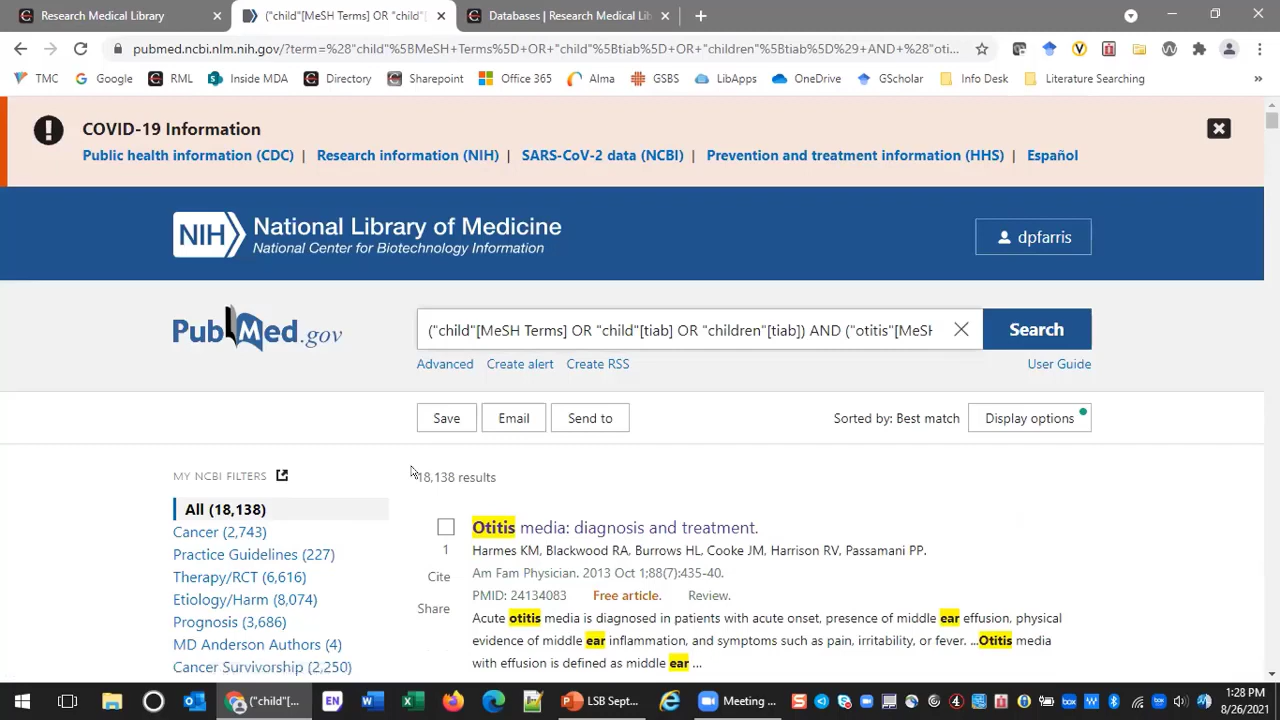 Research Medical Library
("child"[MeSH Terms] OR "child"
Databases | Research Medical Lib
pubmed.ncbi.nlm.nih.gov/?term=%28"child"%5BMeSH+Terms%5D+OR+"child"%5Btiab%5D+OR+"children"%5Btiab%5D%29+AND+%28"oti...
TMC
Google
RML
Inside MDA
Directory
Sharepoint
Office 365
Alma
GSBS
LibApps
OneDrive
GScholar
Info Desk
Literature Searching
COVID-19 Information
Public health information (CDC) | Research information (NIH) | SARS-CoV-2 data (NCBI) | Prevention and treatment information (HHS) | Español
NIH National Library of Medicine
National Center for Biotechnology Information
dpfarris
PubMed.gov
("child"[MeSH Terms] OR "child"[tiab] OR "children"[tiab]) AND ("otitis"[MeSH
Search
Advanced Create alert Create RSS
User Guide
Save
Email
Send to
Sorted by: Best match
Display options
MY NCBI FILTERS
18,138 results
All (18,138)
Cancer (2,743)
Practice Guidelines (227)
Therapy/RCT (6,616)
Etiology/Harm (8,074)
Prognosis (3,686)
MD Anderson Authors (4)
Cancer Survivorship (2,250)
1
Cite
Share
Otitis media: diagnosis and treatment.
Harmes KM, Blackwood RA, Burrows HL, Cooke JM, Harrison RV, Passamani PP.
Am Fam Physician. 2013 Oct 1;88(7):435-40.
PMID: 24134083 Free article. Review.
Acute otitis media is diagnosed in patients with acute onset, presence of middle ear effusion, physical
evidence of middle ear inflammation, and symptoms such as pain, irritability, or fever. ...Otitis media
with effusion is defined as middle ear ...
("child"[...
EN
LSB Sept...
Meeting ...
1:28 PM
8/26/2021